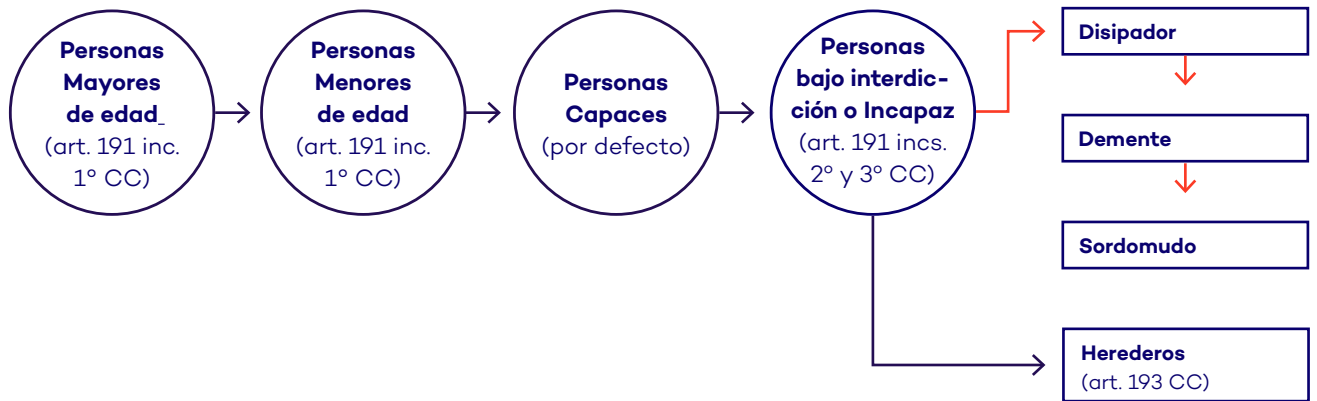 Personas
Mayores
de edad_
(art. 191 inc.
1° CC)
Personas
Menores
de edad
(art. 191 inc.
1° CC)
Personas
Capaces
(por defecto)
Personas
bajo interdic-
ción o Incapaz
(art. 191 incs.
2° y 3° CC)
Disipador
Demente
Sordomudo
Herederos
(art. 193 CC)